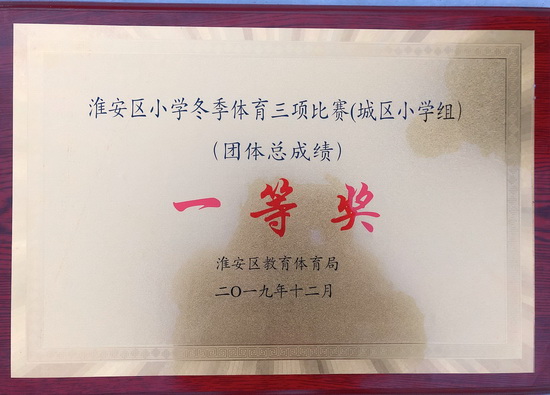 淮安区小学冬季体育三项比赛(城区小学组)
(团体总成绩)
一等奖
淮安区教育体育局
二〇一九年十二月